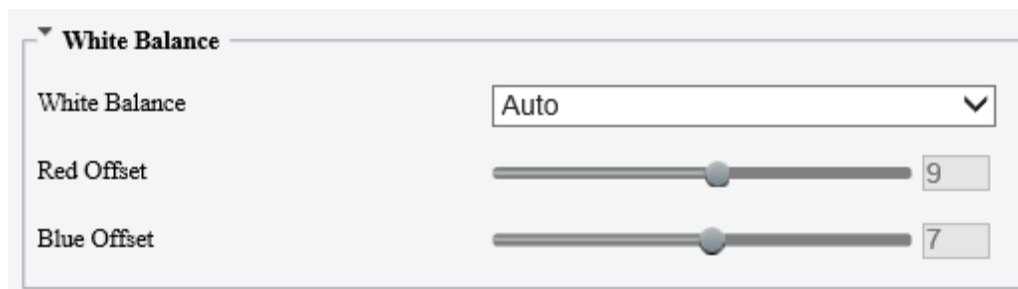 White Balance
White Balance Auto
Red Offset 9
Blue Offset 7